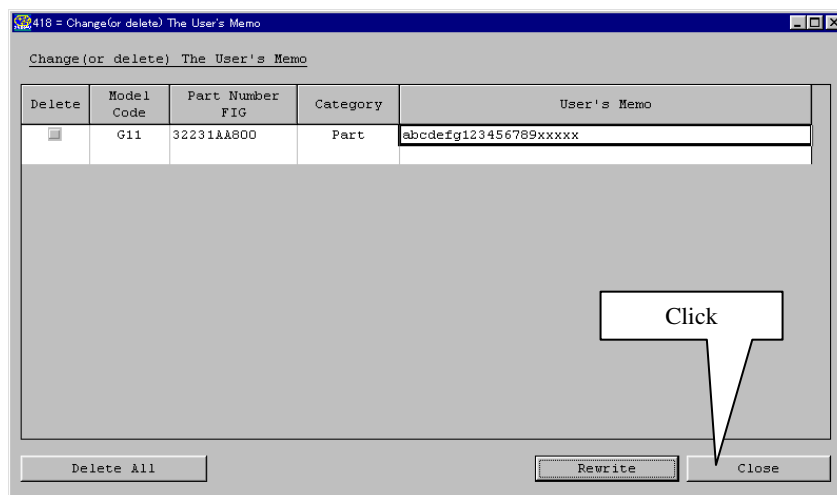 418 = Change(or delete) The User's Memo
Change(or delete) The User's Memo
Delete Model Code Part Number FIG Category User's Memo
G11 32231AA800 Part abcdefg123456789xxxxx
Click
Delete All Rewrite Close